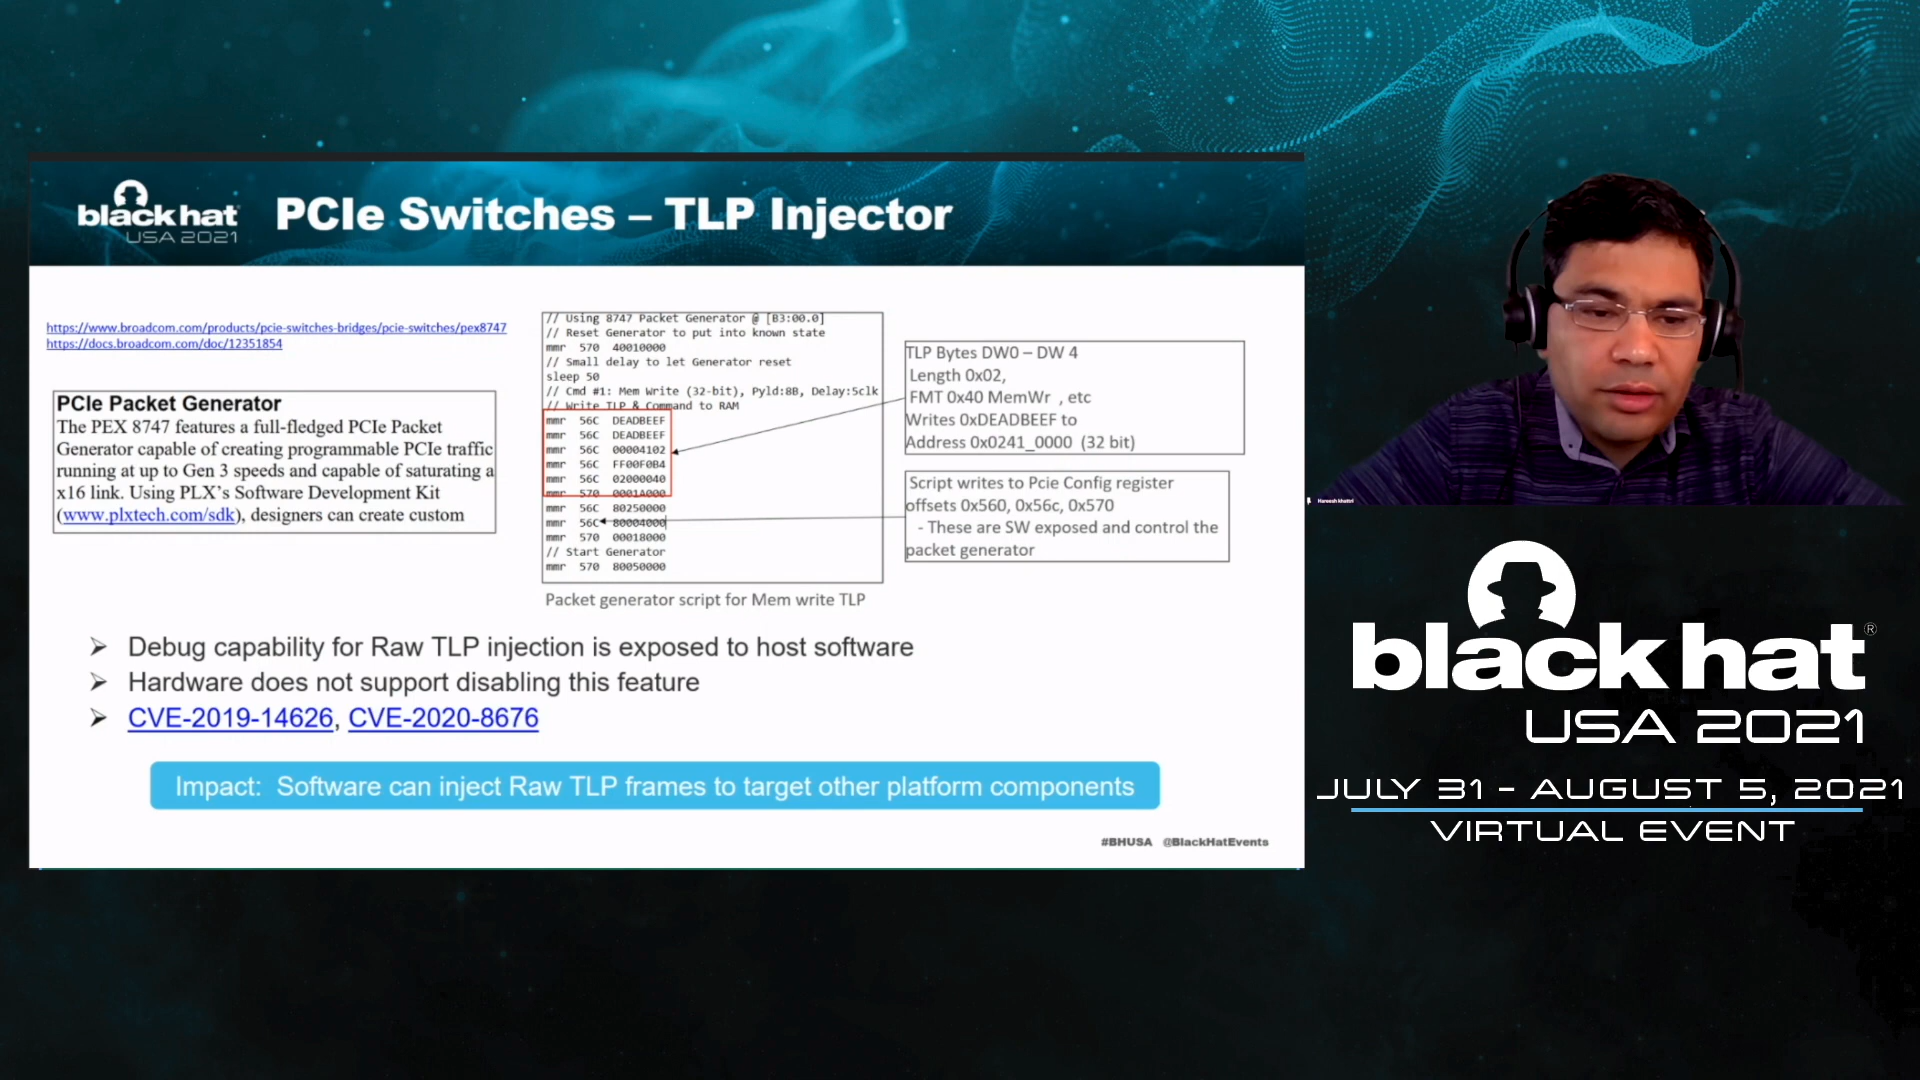 black hat
USA 2021
PCIe Switches – TLP Injector
https://www.broadcom.com/products/pcie-switches-bridges/pcie-switches/pex8747
https://docs.broadcom.com/doc/12351854
PCIe Packet Generator
The PEX 8747 features a full-fledged PCIe Packet
Generator capable of creating programmable PCIe traffic
running at up to Gen 3 speeds and capable of saturating a
x16 link. Using PLX's Software Development Kit
(www.plxtech.com/sdk), designers can create custom
// Using 8747 Packet Generator @ [B3:00.0]
// Reset Generator to put into known state
mmr 570 40010000
// Small delay to let Generator reset
sleep 50
// Cmd #1: Mem Write (32-bit), Pyld:8B, Delay:5clk
// Write TLP & Command to RAM
mmr 56C DEADBEEF
mmr 56C DEADBEEF
mmr 56C 00004102
mmr 56C FF00F0B4
mmr 56C 02000040
mmr 570 0001A000
mmr 56C 80250000
mmr 56C 80004000
mmr 570 00018000
// Start Generator
mmr 570 80050000
Packet generator script for Mem write TLP
TLP Bytes DW0 – DW 4
Length 0x02,
FMT 0x40 MemWr , etc
Writes 0xDEADBEEF to
Address 0x0241_0000 (32 bit)
Script writes to Pcie Config register
offsets 0x560, 0x56c, 0x570
- These are SW exposed and control the
packet generator
➢ Debug capability for Raw TLP injection is exposed to host software
➢ Hardware does not support disabling this feature
➢ CVE-2019-14626, CVE-2020-8676
Impact: Software can inject Raw TLP frames to target other platform components
#BHUSA @BlackHatEvents
Hareesh Khattri
black hat®
USA 2021
JULY 31 - AUGUST 5, 2021
VIRTUAL EVENT